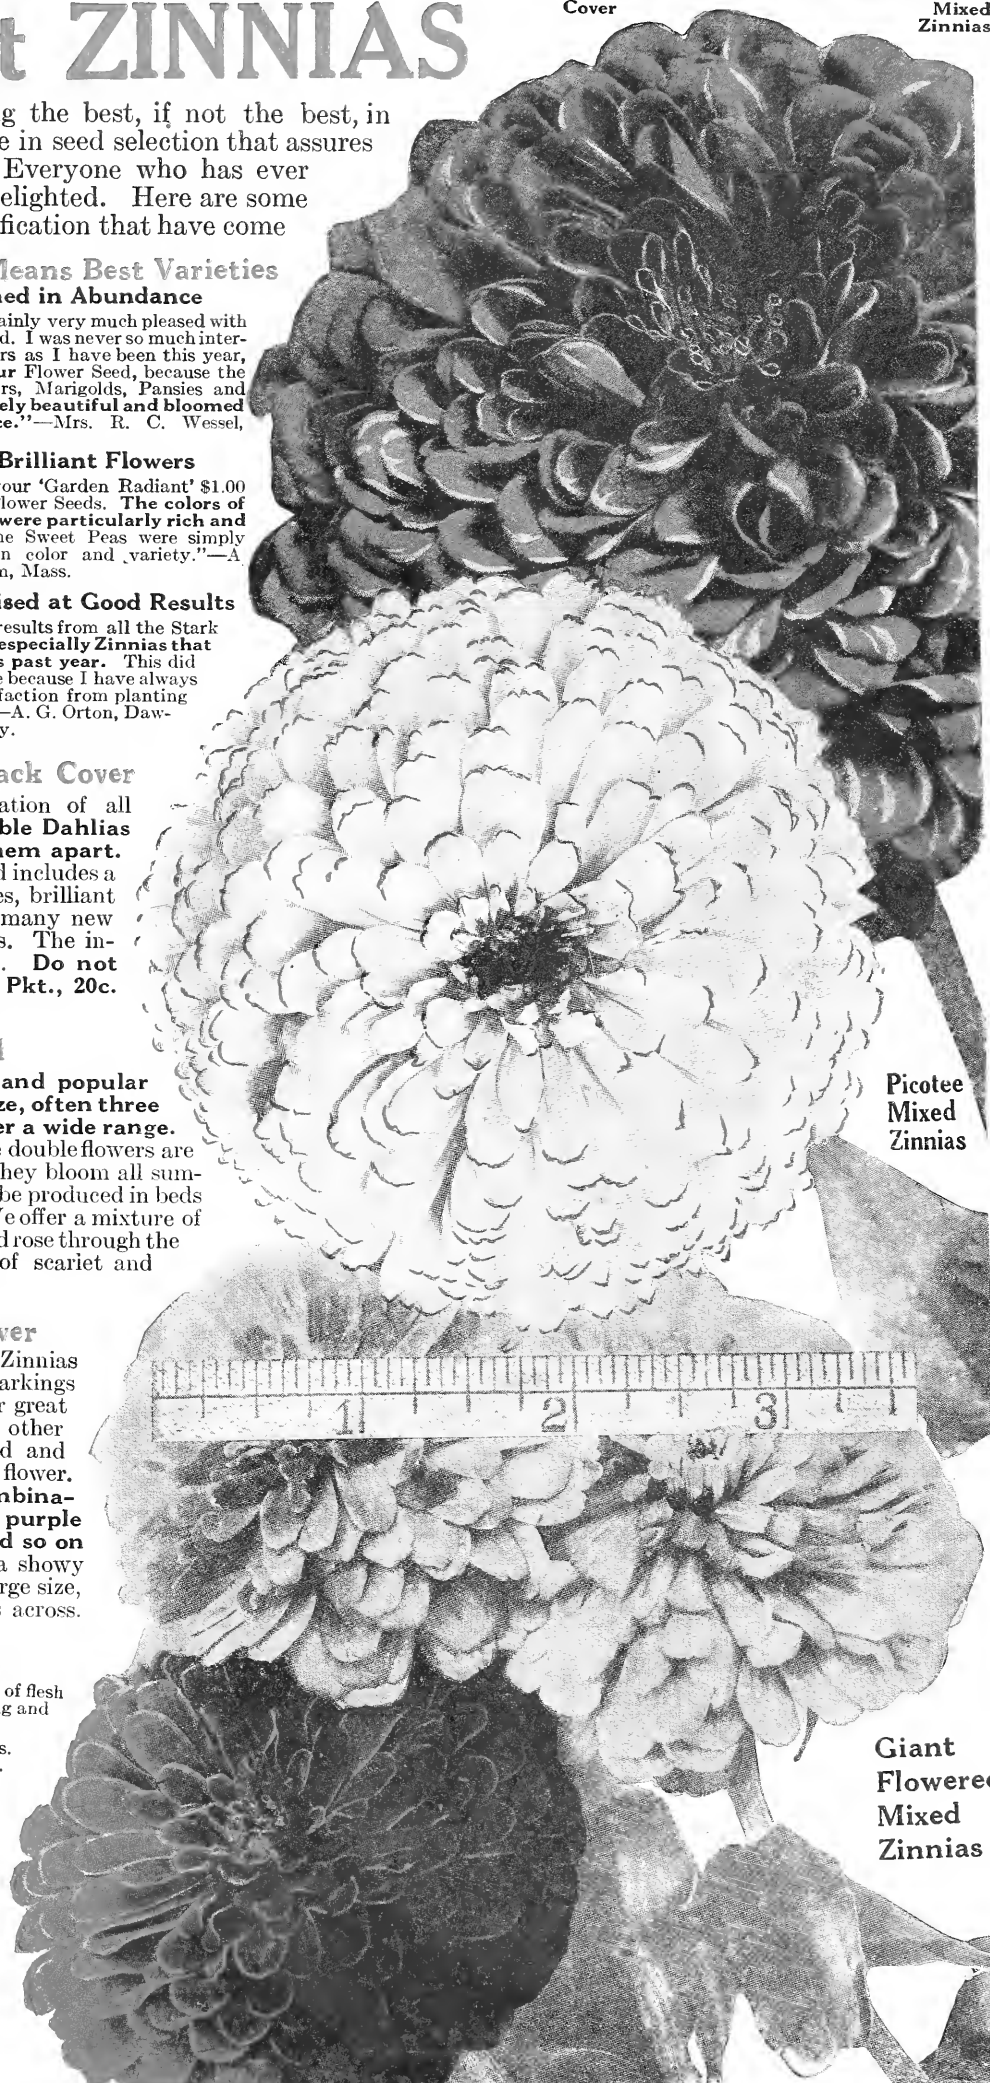 t ZINNIAS
Cover
Mixed
Zinnias
g the best, if not the best, in
e in seed selection that assures
Everyone who has ever
elighted. Here are some
fication that have come
Means Best Varieties
ned in Abundance
ainly very much pleased with
d. I was never so much inter-
rs as I have been this year,
ur Flower Seed, because the
rs, Marigolds, Pansies and
ely beautiful and bloomed
ce."—Mrs. R. C. Wessel,
Brilliant Flowers
our 'Garden Radiant' $1.00
lower Seeds. The colors of
were particularly rich and
ne Sweet Peas were simply
n color and variety."—A
n, Mass.
ised at Good Results
results from all the Stark
especially Zinnias that
s past year. This did
e because I have always
faction from planting
—A. G. Orton, Daw-
y.
ack Cover
ation of all
ble Dahlias
hem apart.
d includes a
es, brilliant
many new
s. The in-
. Do not
Pkt., 20c.
l
and popular
ze, often three
er a wide range.
e double flowers are
hey bloom all sum-
be produced in beds
e offer a mixture of
d rose through the
of scariet and
Picotee
Mixed
Zinnias
ver
Zinnias
arkings
r great
other
d and
flower.
mbina-
purple
d so on
a showy
rge size,
s across.
1 2 3
of flesh
g and
s.
Giant
Flowered
Mixed
Zinnias